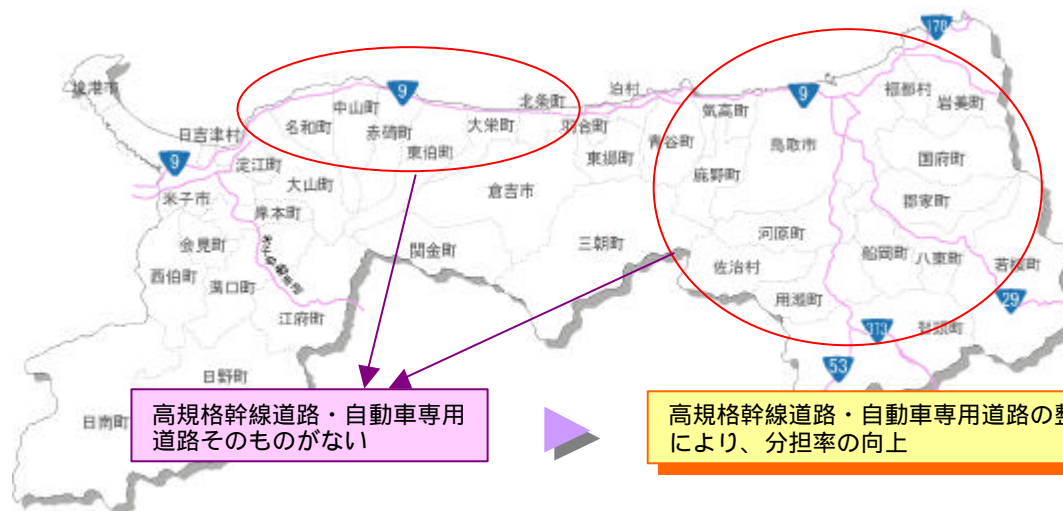 178
境港市
泊村
福部村
北条町
9
9
気高町
岩美町
中山町
日吉津村
名和町
赤碕町
大栄町
羽合町
青谷町
鳥取市
東伯町
9
淀江町
東郷町
国府町
大山町
鹿野町
倉吉市
米子市
郡家町
岸本町
河原町
会見町
関金町
三朝町
船岡町
八東町
佐治村
若桜町
西伯町
溝口町
用瀬町
29
江府町
智頭町
373
53
日野町
日南町
高規格幹線道路・自動車専用
道路そのものがない
高規格幹線道路・自動車専用道路の整
により、分担率の向上